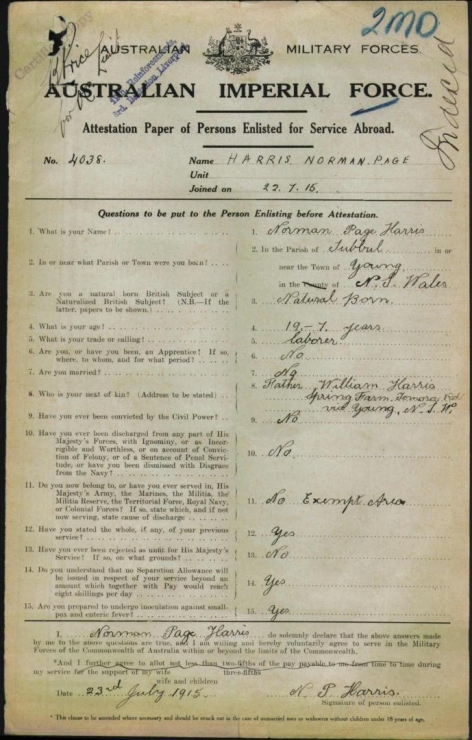 2MD
Certified Copy
Price
for Lieut
AUSTRALIAN MILITARY FORCES.
Reinforcements,
Liverpool
Indexed
AUSTRALIAN IMPERIAL FORCE.
Attestation Paper of Persons Enlisted for Service Abroad.
No. 4038. Name HARRIS NORMAN PAGE
Unit
Joined on 22.7.15.
Questions to be put to the Person Enlisting before Attestation.
1. What is your Name? 1. Norman Page Harris
2. In or near what Parish or Town were you born? 2. In the Parish of Tubbul in or
near the Town of Young
in the County of N. S. Wales
3. Are you a natural born British Subject or a
Naturalized British Subject? (N.B.—If the
latter, papers to be shown.) 3. Natural Born.
4. What is your age? 4. 19-7. years
5. What is your trade or calling? 5. laborer.
6. Are you, or have you been, an Apprentice? If so,
where, to whom, and for what period? 6. No.
7. Are you married? 7. No
8. Who is your next of kin? (Address to be stated) 8. Father William Harris
Spring Farm, Temora Rd
via Young, N.S.W.
9. Have you ever been convicted by the Civil Power? 9. No
10. Have you ever been discharged from any part of His
Majesty's Forces, with Ignominy, or as Incor-
rigible and Worthless, or on account of Convic-
tion of Felony, or of a Sentence of Penal Servi-
tude, or have you been dismissed with Disgrace
from the Navy? 10. No.
11. Do you now belong to, or have you ever served in, His
Majesty's Army, the Marines, the Militia, the
Militia Reserve, the Territorial Force, Royal Navy,
or Colonial Forces? If so, state which, and if not
now serving, state cause of discharge 11. No Exempt Area
12. Have you stated the whole, if any, of your previous
service? 12. Yes
13. Have you ever been rejected as unfit for His Majesty's
Service? If so, on what grounds? 13. No
14. Do you understand that no Separation Allowance will
be issued in respect of your service beyond an
amount which together with Pay would reach
eight shillings per day 14. Yes
15. Are you prepared to undergo inoculation against small-
pox and enteric fever? 15. Yes.
I, Norman Page Harris do solemnly declare that the above answers made
by me to the above questions are true, and I am willing and hereby voluntarily agree to serve in the Military
Forces of the Commonwealth of Australia within or beyond the limits of the Commonwealth.
*And I further agree to allot not less than two-fifths of the pay payable to me from time to time during
my service for the support of my wife three-fifths
wife and children
Date 23rd July 1915. N. P. Harris.
Signature of person enlisted.
* This clause to be amended where necessary and should be struck out in the case of unmarried men or widowers without children under 18 years of age.